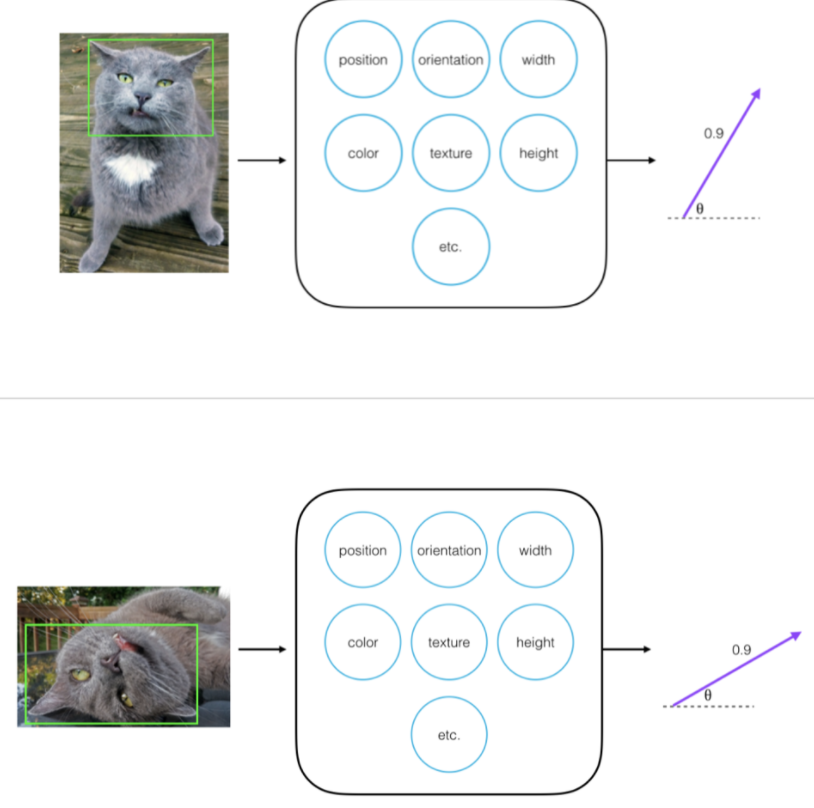 position orientation width
0.9
color texture height
θ
etc.
position orientation width
color texture height
0.9
θ
etc.